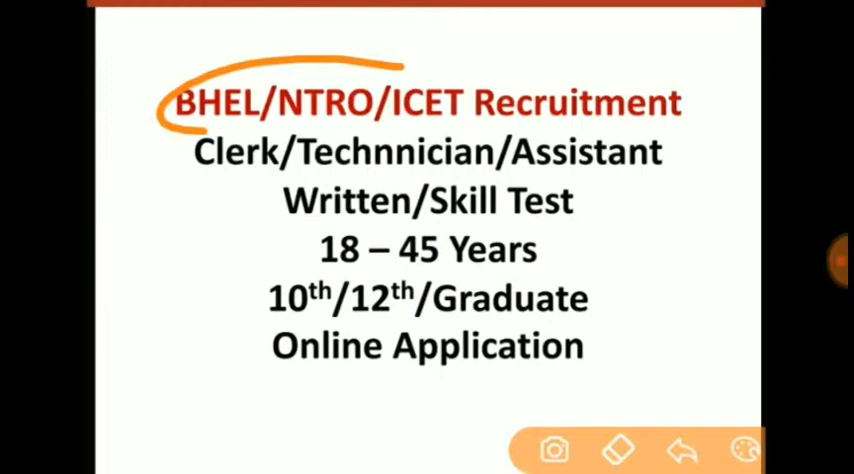 BHEL/NTRO/ICET Recruitment
Clerk/Technnician/Assistant
Written/Skill Test
18 – 45 Years
10th/12th/Graduate
Online Application